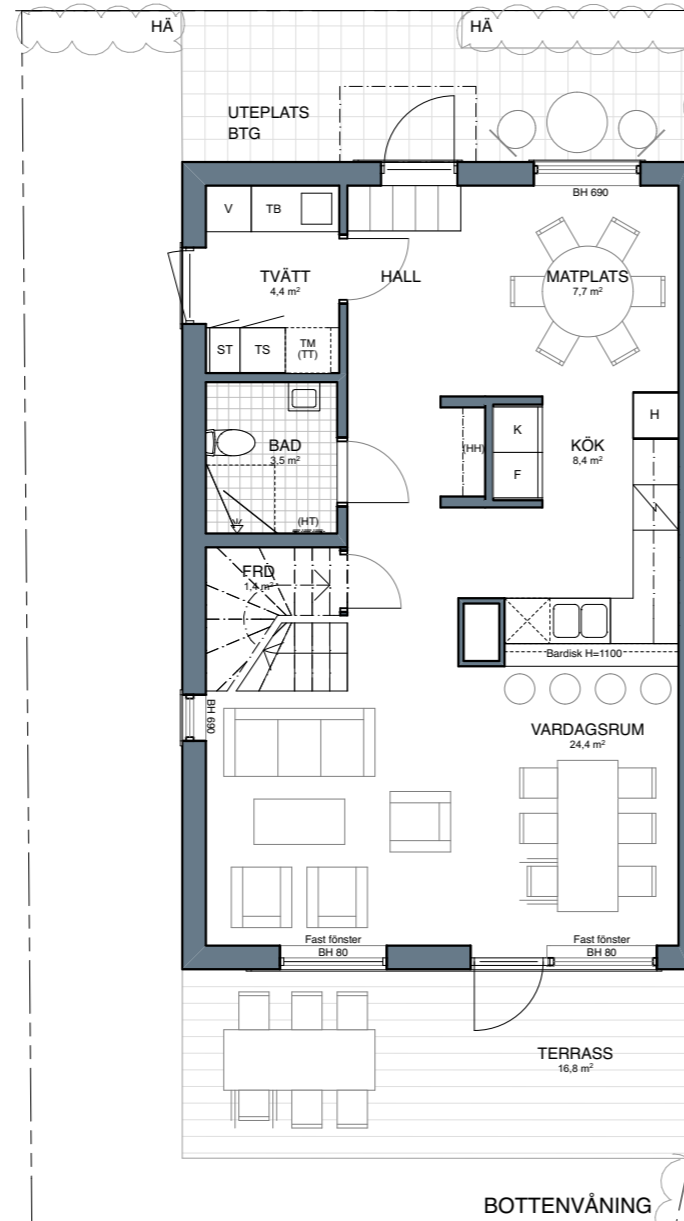 HÄ
HÄ
UTEPLATS
BTG
BH 690
V
TB
TVÄTT
4,4 m²
HALL
MATPLATS
7,7 m²
ST
TS
TM
(TT)
BAD
3,5 m²
(HT)
(HH)
K
F
KÖK
8,4 m²
H
FRD
1,4 m²
Bardisk H=1100
BH 690
VARDAGSRUM
24,4 m²
Fast fönster
BH 80
Fast fönster
BH 80
TERRASS
16,8 m²
BOTTENVÅNING